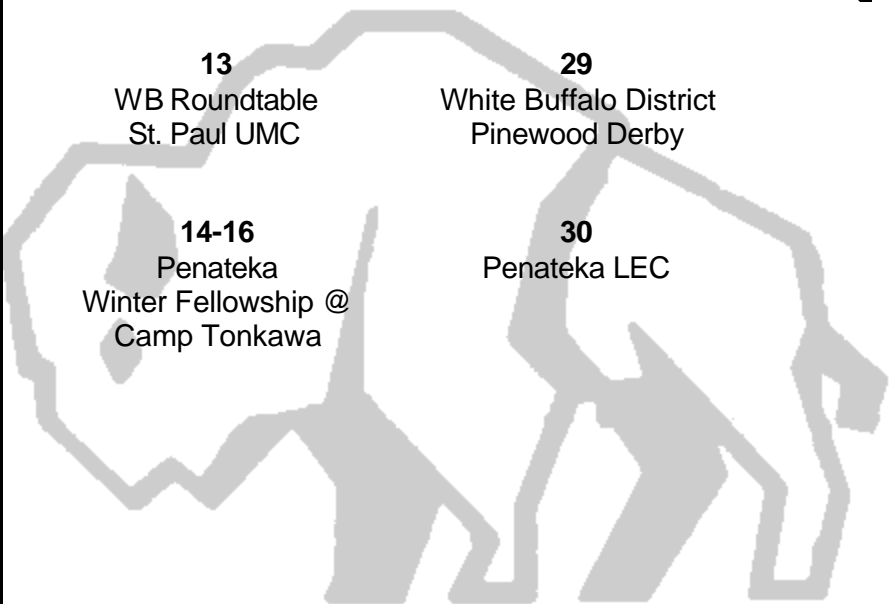 13
WB Roundtable
St. Paul UMC
14-16
Penateka
Winter Fellowship @
Camp Tonkawa
29
White Buffalo District
Pinewood Derby
30
Penateka LEC